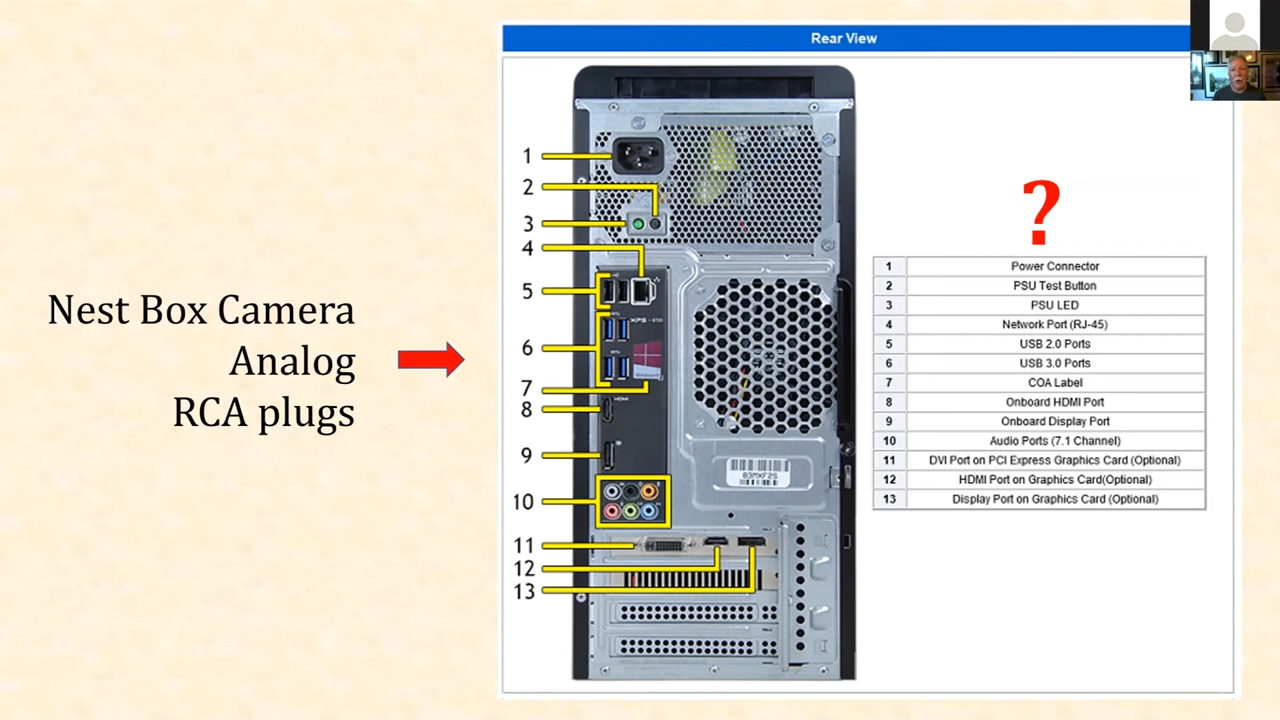 Rear View
Nest Box Camera
Analog
RCA plugs
1
2
3
4
5
6
7
8
9
10
11
12
13
HDMI
?
1 Power Connector
2 PSU Test Button
3 PSU LED
4 Network Port (RJ-45)
5 USB 2.0 Ports
6 USB 3.0 Ports
7 COA Label
8 Onboard HDMI Port
9 Onboard Display Port
10 Audio Ports (7.1 Channel)
11 DVI Port on PCI Express Graphics Card (Optional)
12 HDMI Port on Graphics Card(Optional)
13 Display Port on Graphics Card (Optional)